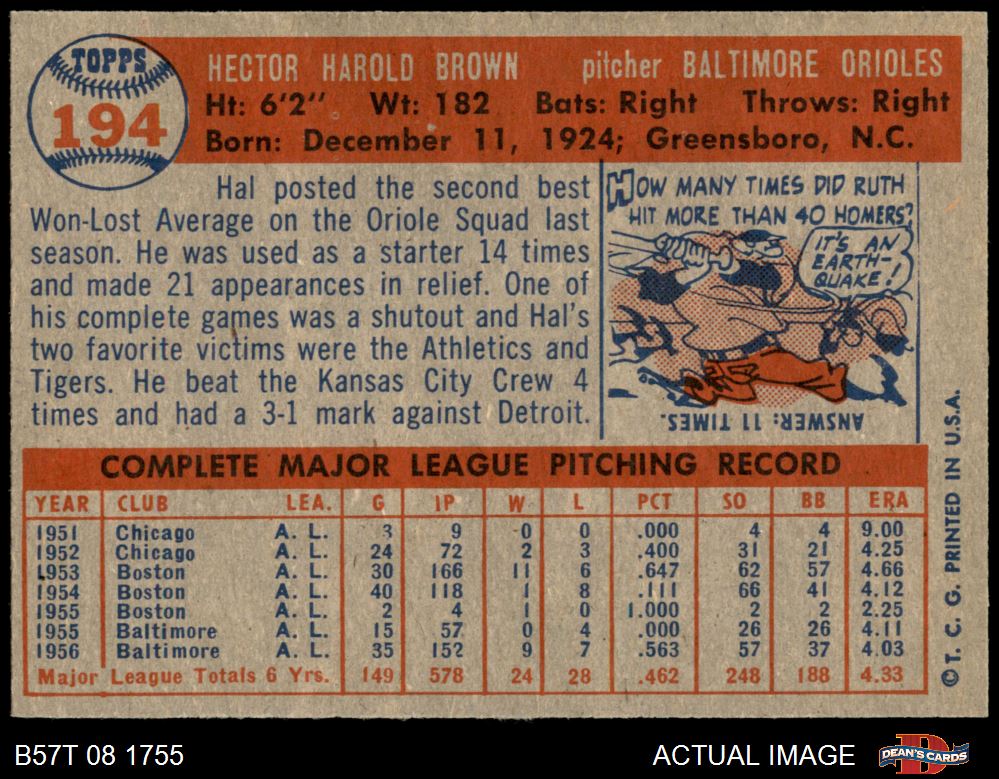 TOPPS
194
HECTOR HAROLD BROWN pitcher BALTIMORE ORIOLES
Ht: 6'2" Wt: 182 Bats: Right Throws: Right
Born: December 11, 1924; Greensboro, N.C.
Hal posted the second best
Won-Lost Average on the Oriole Squad last
season. He was used as a starter 14 times
and made 21 appearances in relief. One of
his complete games was a shutout and Hal's
two favorite victims were the Athletics and
Tigers. He beat the Kansas City Crew 4
times and had a 3-1 mark against Detroit.
HOW MANY TIMES DID RUTH
HIT MORE THAN 40 HOMERS?
IT'S AN
EARTH-
QUAKE!
ANSWER: 11 TIMES.
COMPLETE MAJOR LEAGUE PITCHING RECORD
YEAR CLUB LEA. G IP W L PCT SO BB ERA
1951 Chicago A. L. 3 9 0 0 .000 4 4 9.00
1952 Chicago A. L. 24 72 2 3 .400 31 21 4.25
1953 Boston A. L. 30 166 11 6 .647 62 57 4.66
1954 Boston A. L. 40 118 1 8 .111 66 41 4.12
1955 Boston A. L. 2 4 1 0 1.000 2 2 2.25
1955 Baltimore A. L. 15 57 0 4 .000 26 26 4.11
1956 Baltimore A. L. 35 152 9 7 .563 57 37 4.03
Major League Totals 6 Yrs. 149 578 24 28 .462 248 188 4.33
©T. C. G. PRINTED IN U.S.A.
B57T 08 1755 ACTUAL IMAGE
DEAN'S CARDS